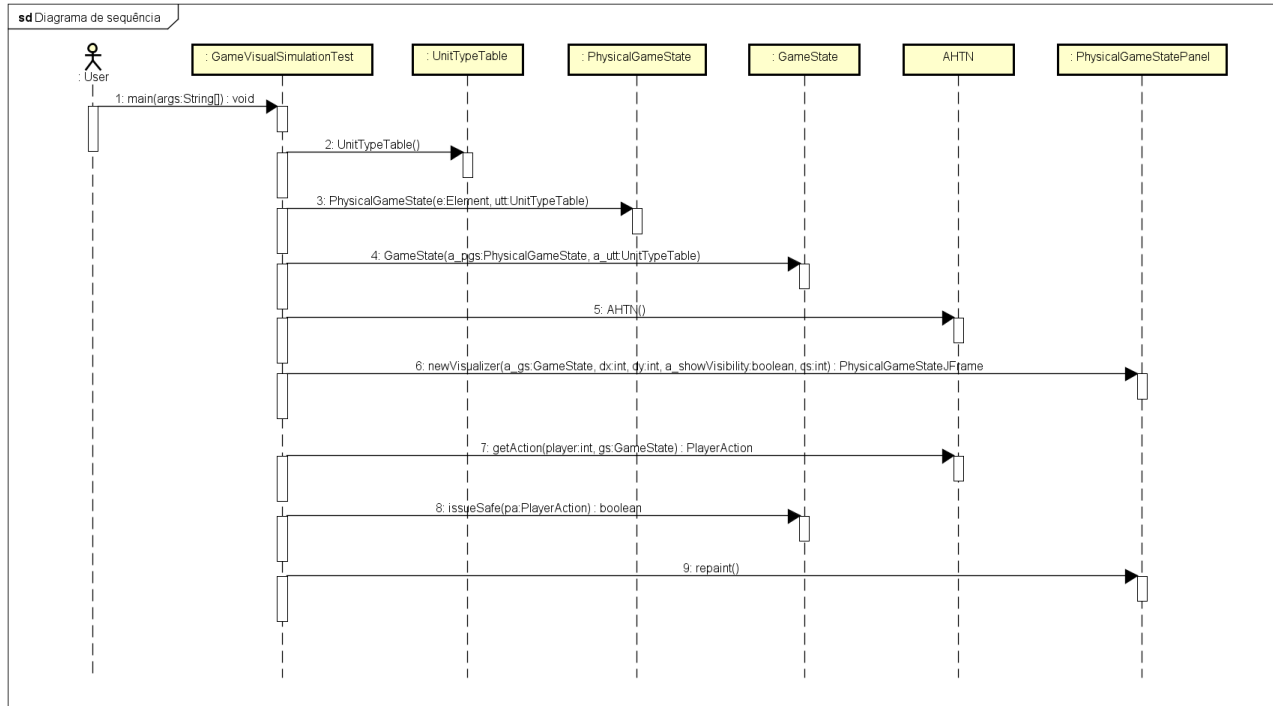 sd Diagrama de sequência
: User
: GameVisualSimulationTest
: UnitTypeTable
: PhysicalGameState
: GameState
AHTN
: PhysicalGameStatePanel
1: main(args:String[]) : void
2: UnitTypeTable()
3: PhysicalGameState(e:Element, utt:UnitTypeTable)
4: GameState(a_pgs:PhysicalGameState, a_utt:UnitTypeTable)
5: AHTN()
6: newVisualizer(a_gs:GameState, dx:int, dy:int, a_showVisibility:boolean, cs:int) : PhysicalGameStateJFrame
7: getAction(player:int, gs:GameState) : PlayerAction
8: issueSafe(pa:PlayerAction) : boolean
9: repaint()